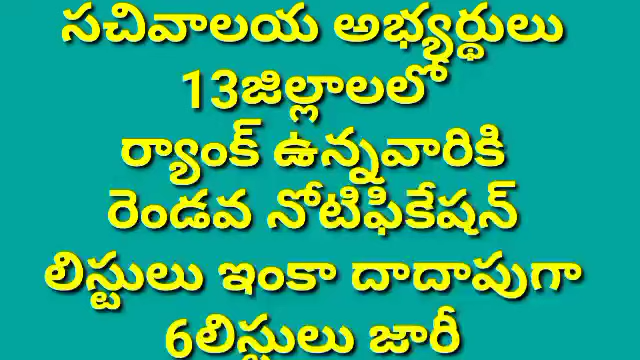 సచివాలయ అభ్యర్థులు
13జిల్లాలలో
ర్యాంక్ ఉన్నవారికి
రెండవ నోటిఫికేషన్
లిస్టులు ఇంకా దాదాపుగా
6లిస్టులు జారీ